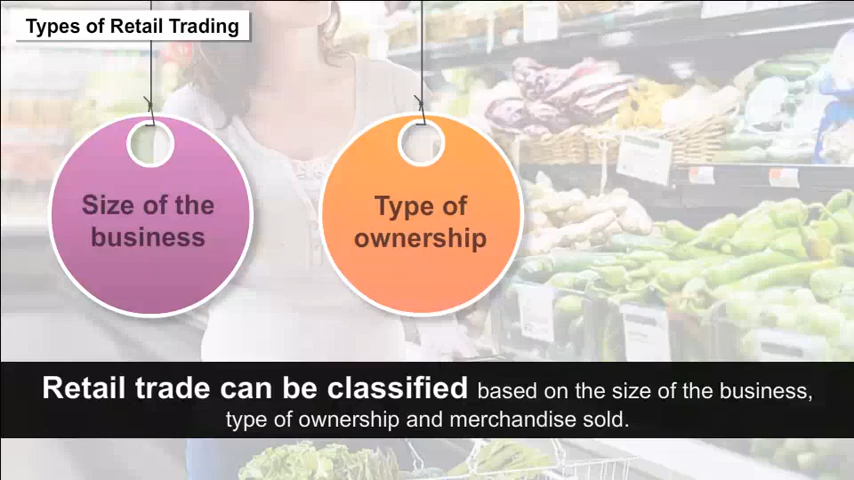 Types of Retail Trading
Size of the
business
Type of
ownership
Retail trade can be classified based on the size of the business,
type of ownership and merchandise sold.